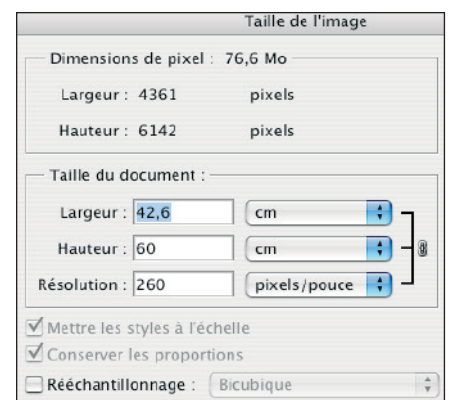 Taille de l'image
Dimensions de pixel : 76,6 Mo
Largeur : 4361 pixels
Hauteur : 6142 pixels
Taille du document :
Largeur : 42,6 cm
Hauteur : 60 cm
Résolution : 260 pixels/pouce
Mettre les styles à l'échelle
Conserver les proportions
Rééchantillonnage : Bicubique